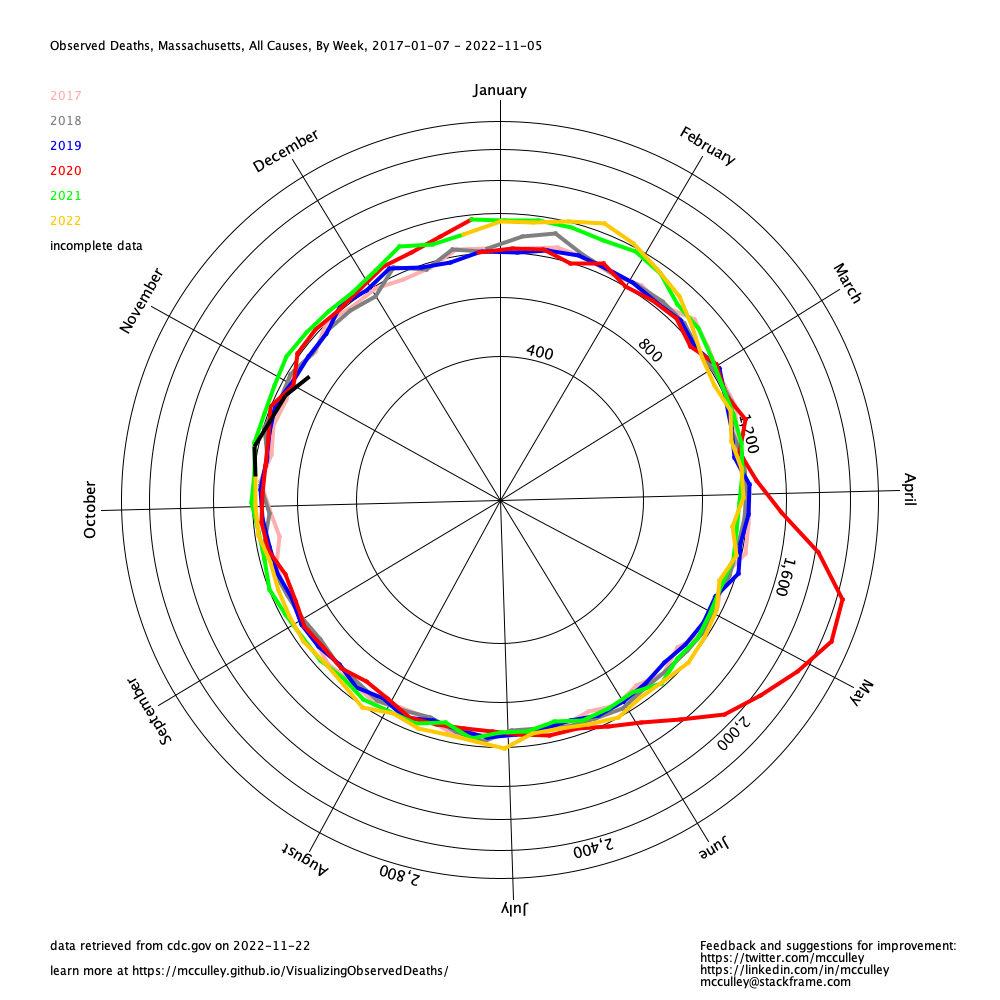 Observed Deaths, Massachusetts, All Causes, By Week, 2017-01-07 - 2022-11-05
January
2017
2018
2019
2020
2021
2022
incomplete data
December
February
November
March
400
800
1,200
October
April
1,600
September
May
2,000
August
June
2,400
2,800
July
data retrieved from cdc.gov on 2022-11-22
learn more at https://mcculley.github.io/VisualizingObservedDeaths/
Feedback and suggestions for improvement:
https://twitter.com/mcculley
https://linkedin.com/in/mcculley
mcculley@stackframe.com